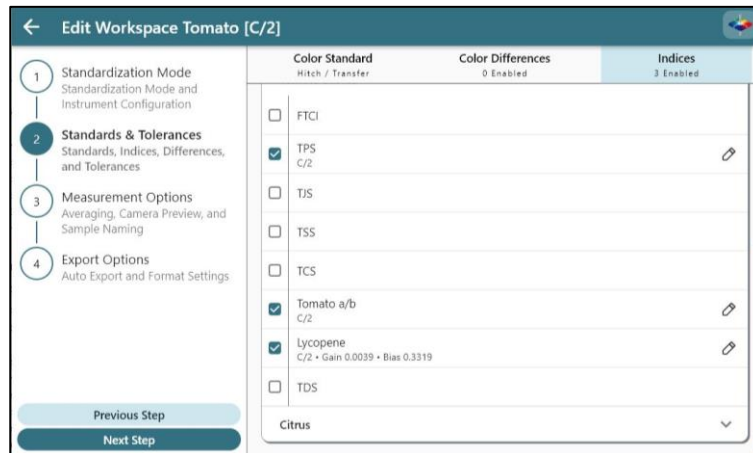 Edit Workspace Tomato [C/2]
1
Standardization Mode
Standardization Mode and
Instrument Configuration
2
Standards & Tolerances
Standards, Indices, Differences,
and Tolerances
3
Measurement Options
Averaging, Camera Preview, and
Sample Naming
4
Export Options
Auto Export and Format Settings
Previous Step
Next Step
Color Standard
Hitch / Transfer
Color Differences
0 Enabled
Indices
3 Enabled
FTCI
TPS
C/2
TJS
TSS
TCS
Tomato a/b
C/2
Lycopene
C/2 • Gain 0.0039 • Bias 0.3319
TDS
Citrus